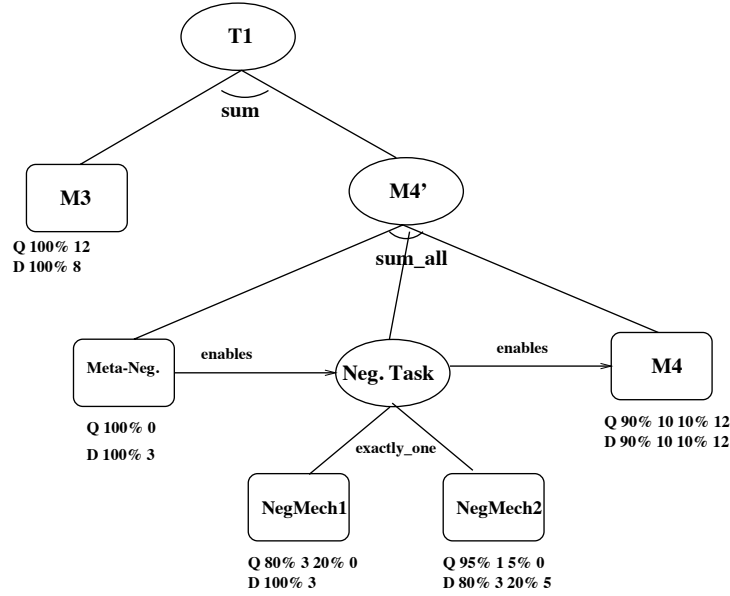 T1
sum
M3
M4’
Q 100% 12
D 100% 8
sum_all
Meta-Neg.
enables
Neg. Task
enables
M4
Q 100% 0
D 100% 3
Q 90% 10 10% 12
D 90% 10 10% 12
exactly_one
NegMech1
NegMech2
Q 80% 3 20% 0
D 100% 3
Q 95% 1 5% 0
D 80% 3 20% 5